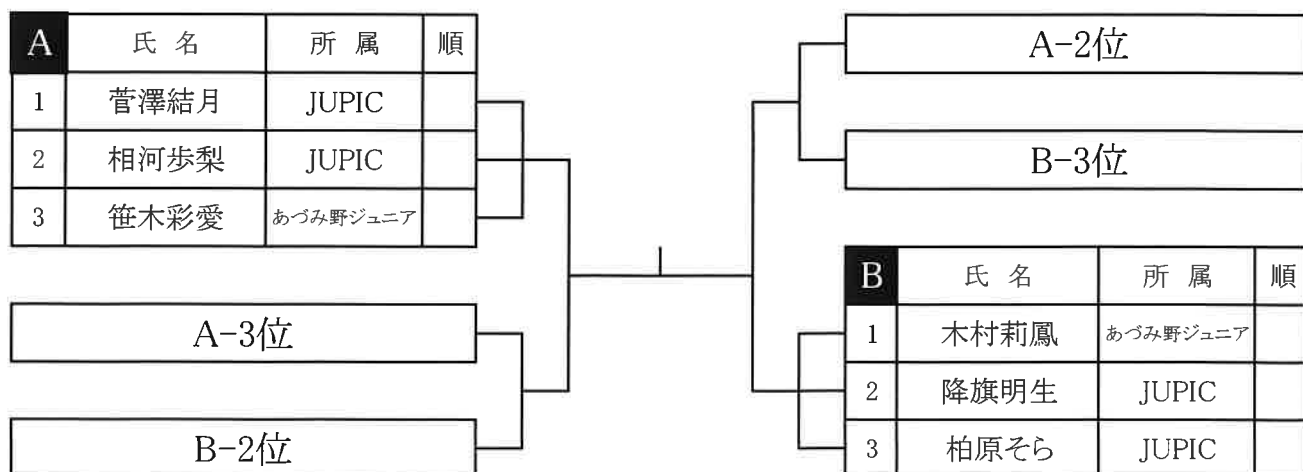 A 氏名 所属 順
1 菅澤結月 JUPIC
2 相河歩梨 JUPIC
3 笹木彩愛 あづみ野ジュニア
A-3位
B-2位
A-2位
B-3位
B 氏名 所属 順
1 木村莉鳳 あづみ野ジュニア
2 降旗明生 JUPIC
3 柏原そら JUPIC